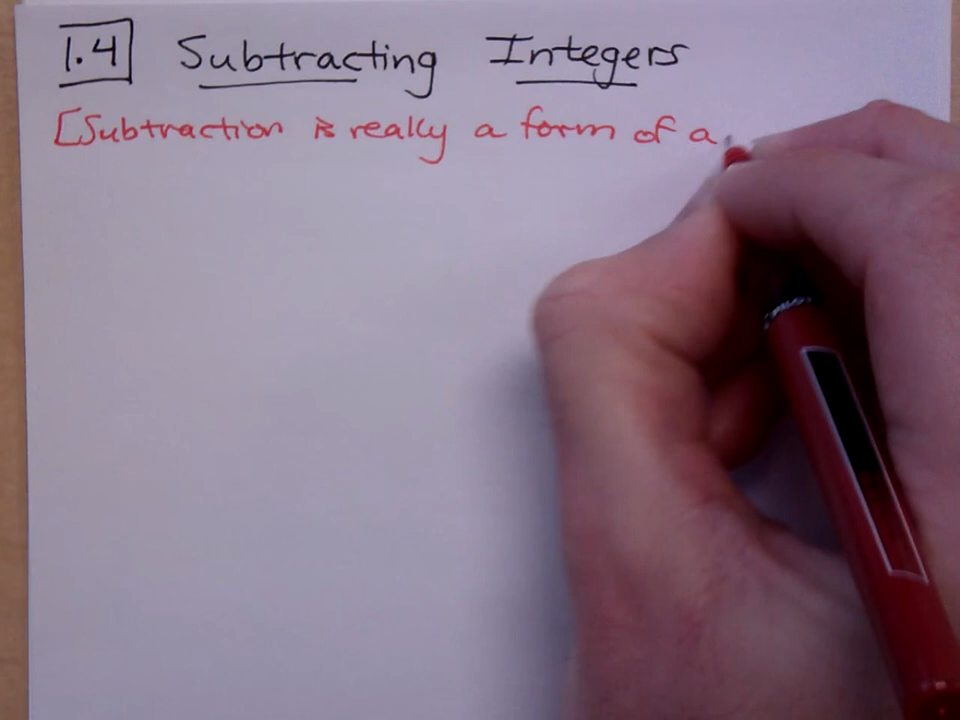 1.4 Subtracting Integers
[Subtraction is really a form of a